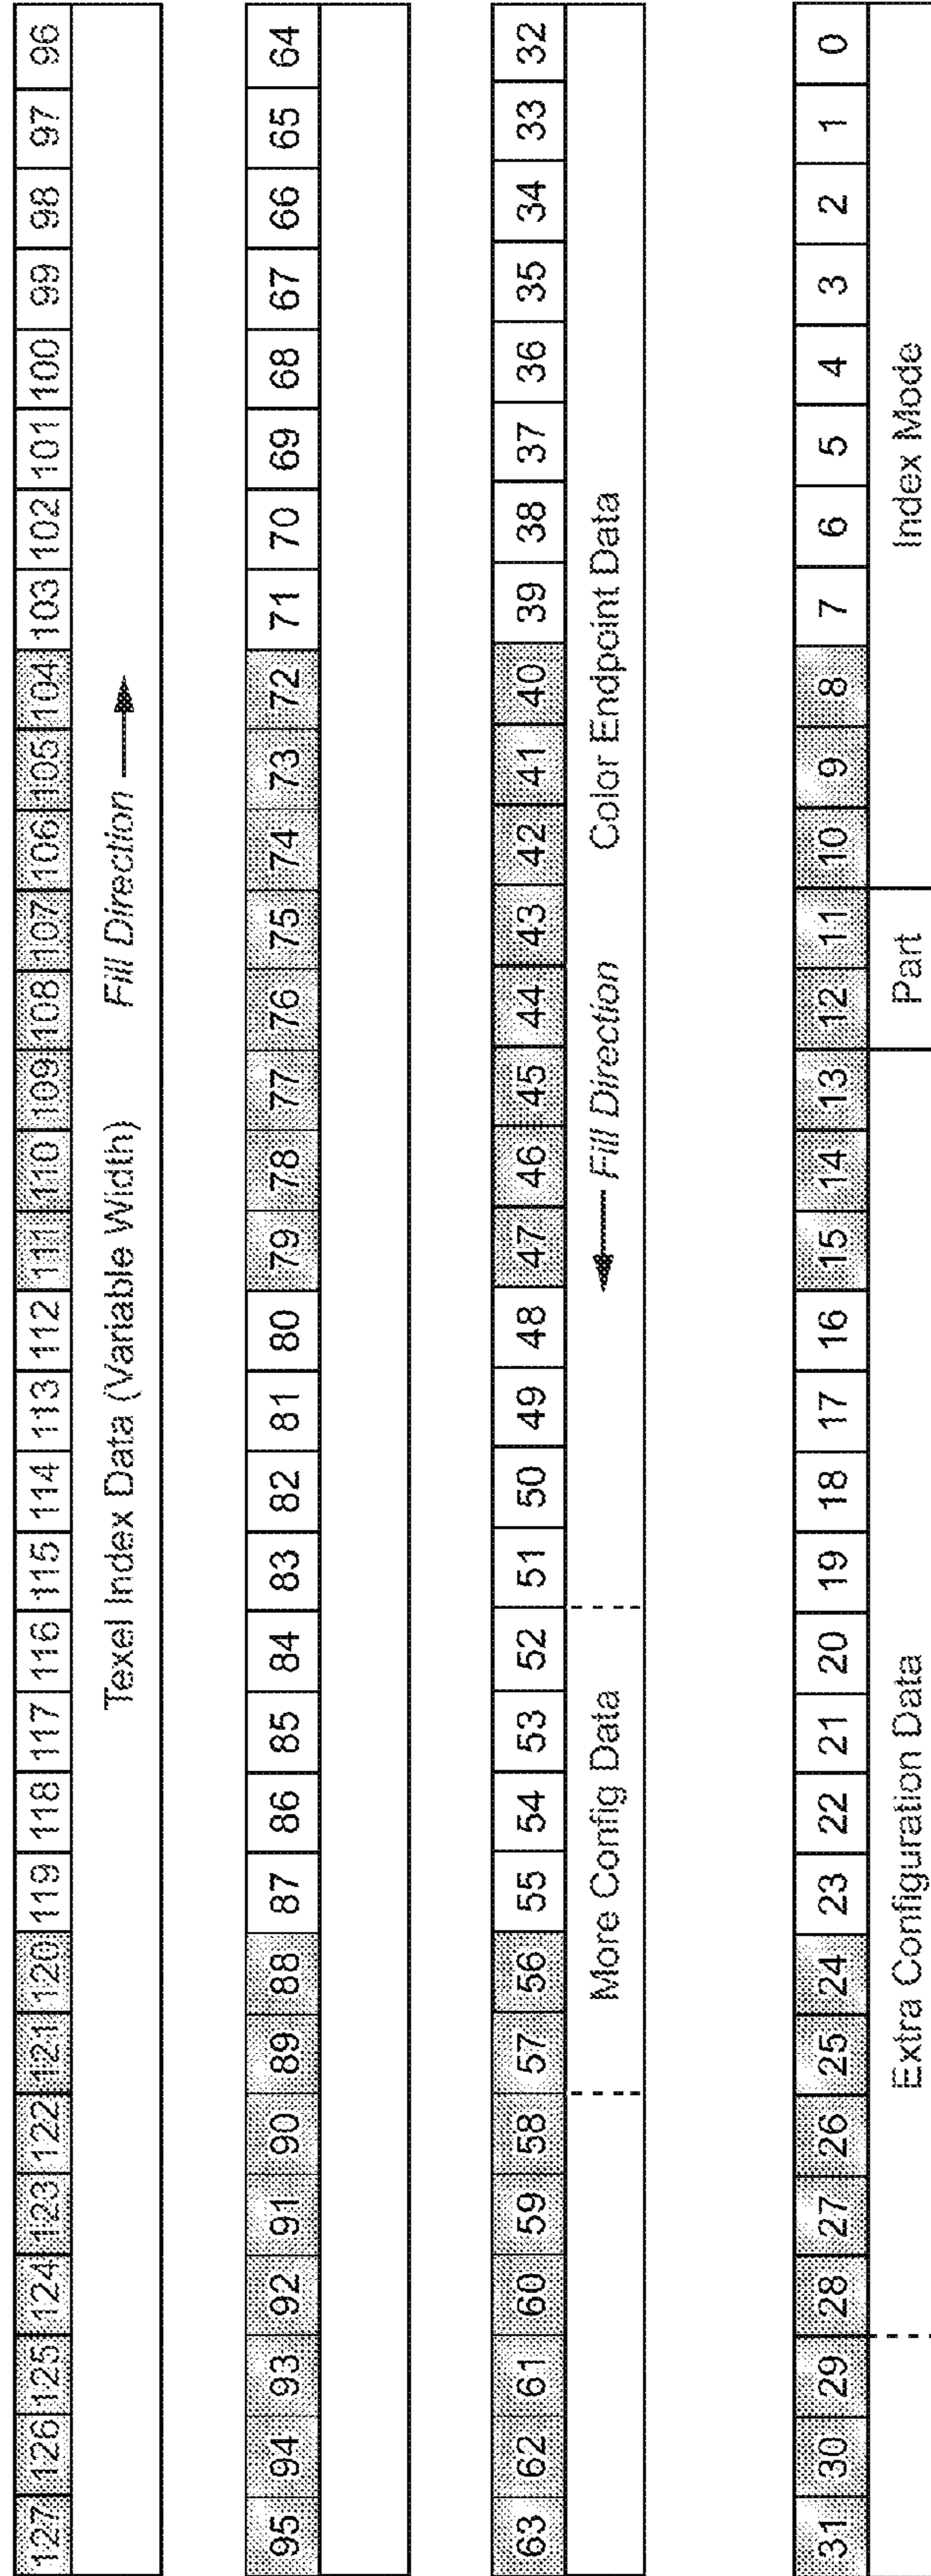 127 126 125 124 123 122 121 120 119 118 117 116 115 114 113 112 111 110 109 108 107 106 105 104 103 102 101 100 99 98 97 96
Texel Index Data (Variable Width) Fill Direction
95 94 93 92 91 90 89 88 87 86 85 84 83 82 81 80 79 78 77 76 75 74 73 72 71 70 69 68 67 66 65 64
63 62 61 60 59 58 57 56 55 54 53 52 51 50 49 48 47 46 45 44 43 42 41 40 39 38 37 36 35 34 33 32
More Config Data Fill Direction Color Endpoint Data
31 30 29 28 27 26 25 24 23 22 21 20 19 18 17 16 15 14 13 12 11 10 9 8 7 6 5 4 3 2 1 0
Extra Configuration Data Part Index Mode